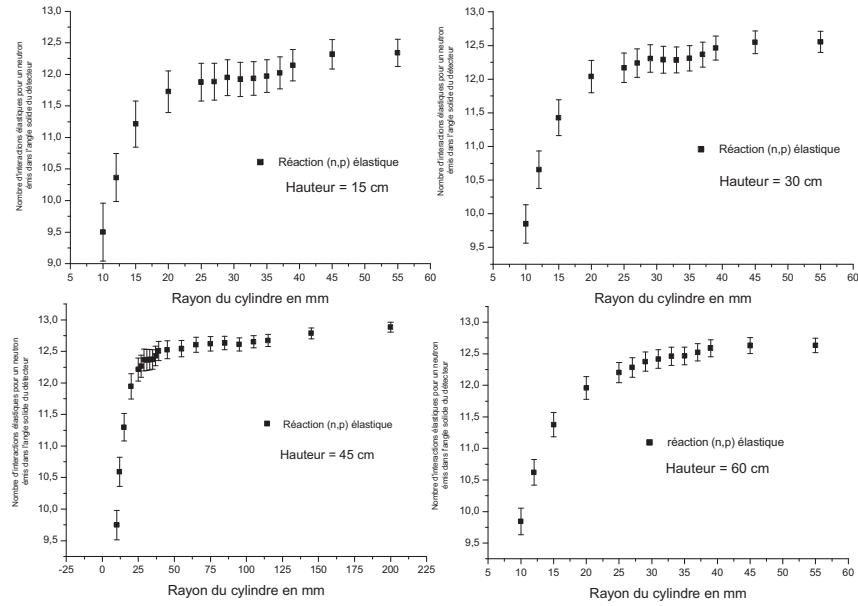 Nombre d'interactions élastiques pour un neutron
émis dans l'angle solide du détecteur
13,0
12,5
12,0
11,5
11,0
10,5
10,0
9,5
9,0
5 10 15 20 25 30 35 40 45 50 55 60
Rayon du cylindre en mm
Réaction (n,p) élastique
Hauteur = 15 cm
Nombre d'interactions élastiques pour un neutron
émis dans l'angle solide du détecteur
13,0
12,5
12,0
11,5
11,0
10,5
10,0
9,5
5 10 15 20 25 30 35 40 45 50 55 60
Rayon du cylindre en mm
Réaction (n,p) élastique
Hauteur = 30 cm
Nombre d'interactions élastiques pour un neutron
émis dans l'angle solide du détecteur
13,0
12,5
12,0
11,5
11,0
10,5
10,0
9,5
-25 0 25 50 75 100 125 150 175 200 225
Rayon du cylindre en mm
Réaction (n,p) élastique
Hauteur = 45 cm
Nombre d'interactions élastiques pour un neutron
émis dans l'angle solide du détecteur
13,0
12,5
12,0
11,5
11,0
10,5
10,0
9,5
5 10 15 20 25 30 35 40 45 50 55 60
Rayon du cylindre en mm
réaction (n,p) élastique
Hauteur = 60 cm